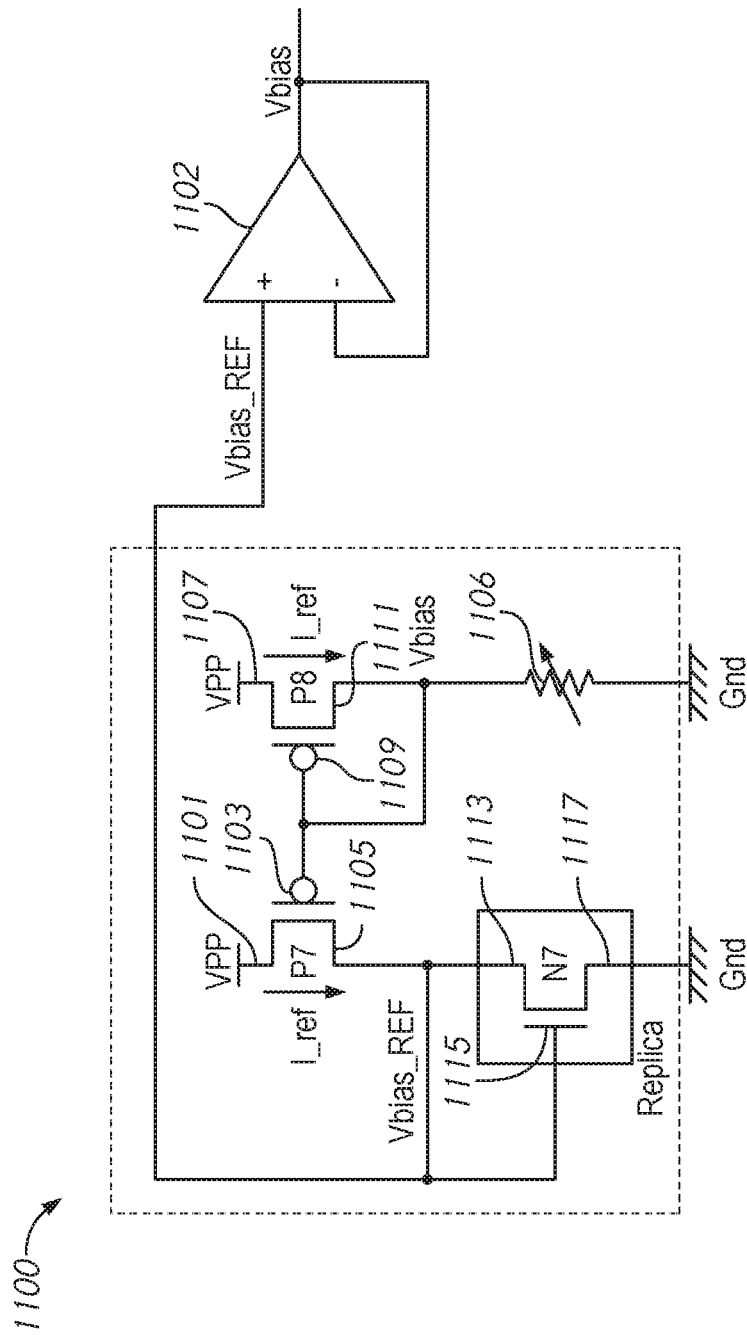 1100
1102
Vbias
+
-
Vbias_REF
VPP
1101
1103
P7
I_ref
1105
VPP
1107
P8
I_ref
1109
1111
Vbias
1106
Gnd
Vbias_REF
1113
1115
N7
1117
Replica
Gnd